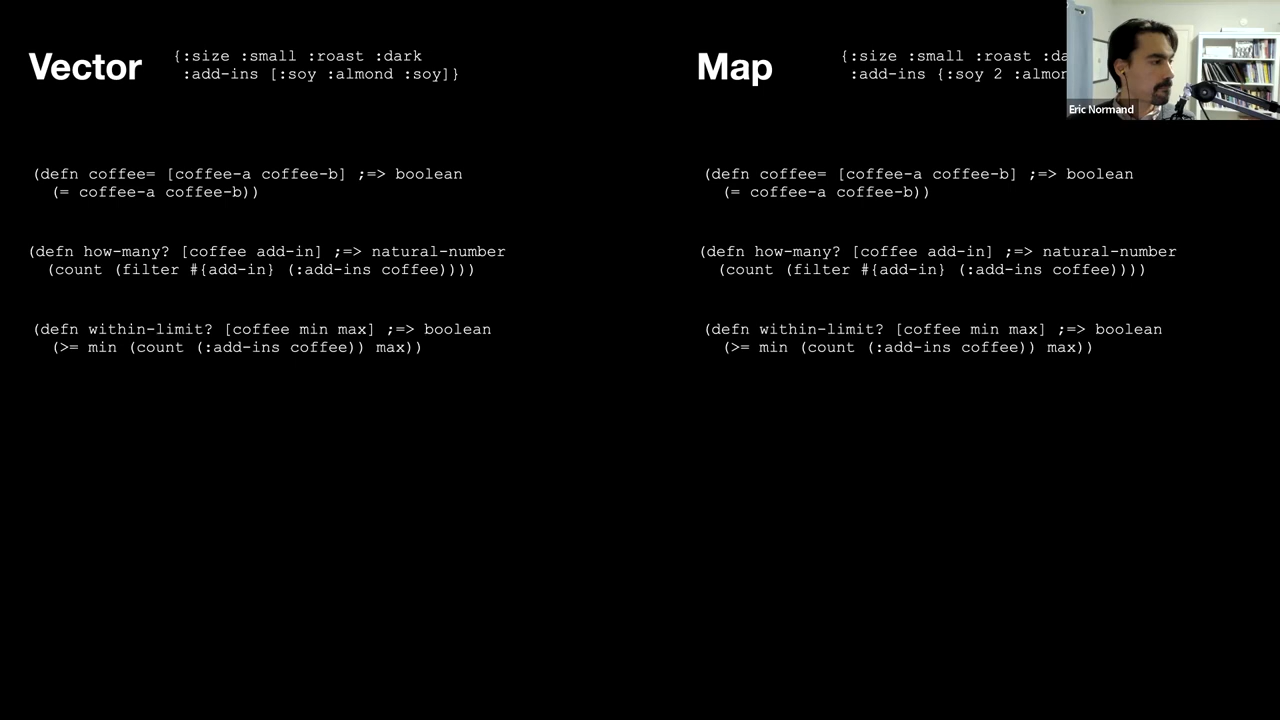 Vector
{:size :small :roast :dark
:add-ins [:soy :almond :soy]}
(defn coffee= [coffee-a coffee-b] ;=> boolean
(= coffee-a coffee-b))
(defn how-many? [coffee add-in] ;=> natural-number
(count (filter #{add-in} (:add-ins coffee))))
(defn within-limit? [coffee min max] ;=> boolean
(>= min (count (:add-ins coffee)) max))
Map
{:size :small :roast :da
:add-ins {:soy 2 :almon
(defn coffee= [coffee-a coffee-b] ;=> boolean
(= coffee-a coffee-b))
(defn how-many? [coffee add-in] ;=> natural-number
(count (filter #{add-in} (:add-ins coffee))))
(defn within-limit? [coffee min max] ;=> boolean
(>= min (count (:add-ins coffee)) max))
Eric Normand